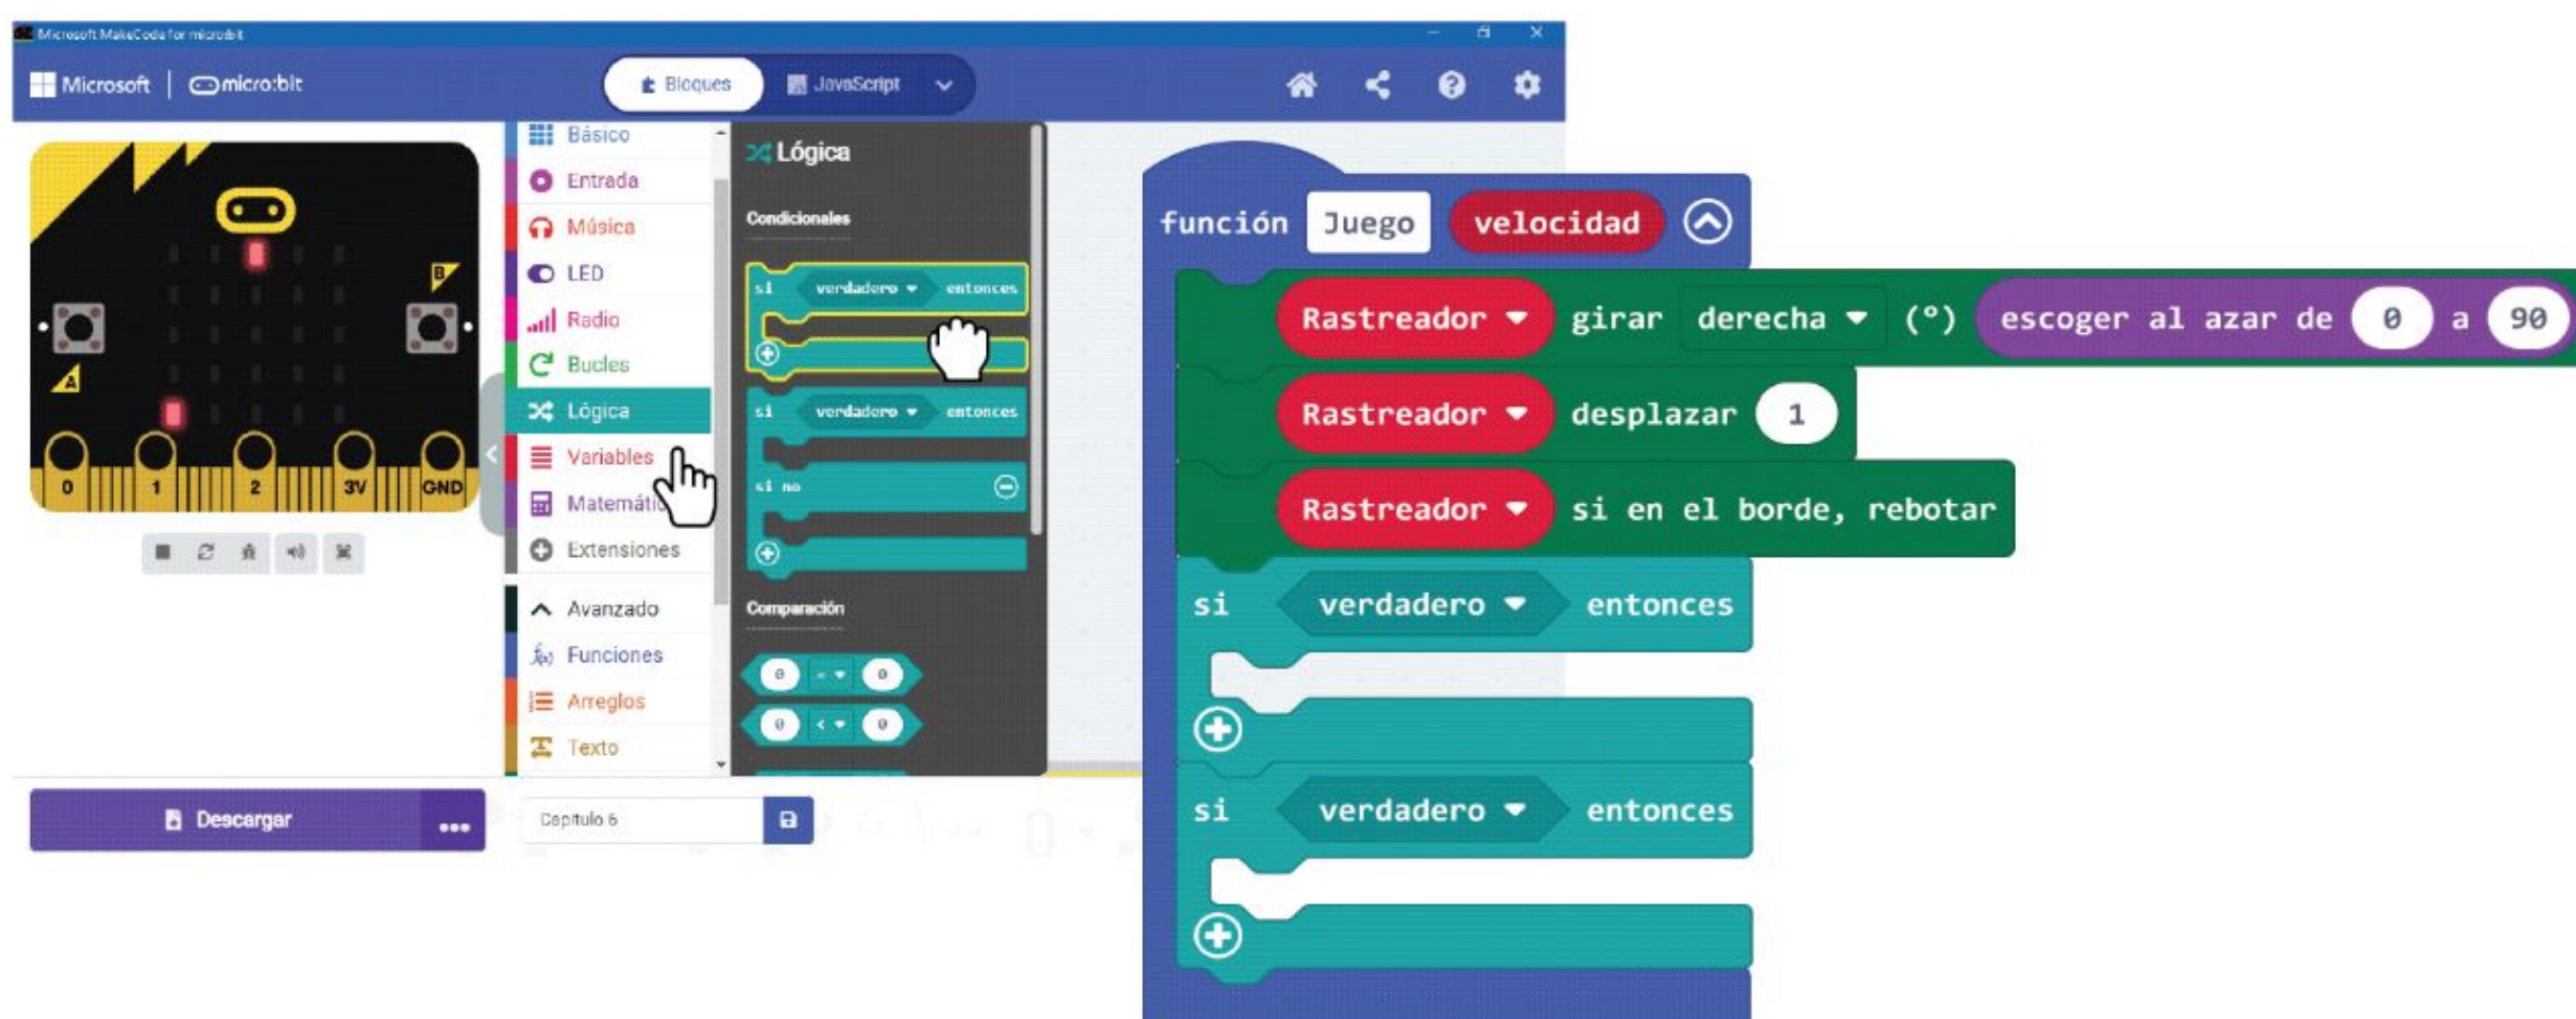 Microsoft MakeCode for micro:bit
Microsoft | micro:bit
Bloques
JavaScript
B
A
0 1 2 3V GND
Básico
Entrada
Música
LED
Radio
Bucles
Lógica
Variables
Matemátic
Extensiones
Avanzado
Funciones
Arreglos
Texto
Lógica
Condicionales
si verdadero entonces
si verdadero entonces
si no
Comparación
0 = 0
0 < 0
Descargar
Capitulo 6
función Juego velocidad
Rastreador girar derecha (°) escoger al azar de 0 a 90
Rastreador desplazar 1
Rastreador si en el borde, rebotar
si verdadero entonces
si verdadero entonces